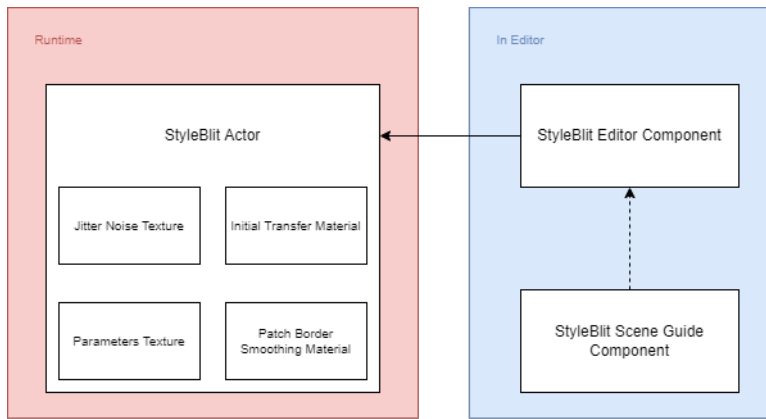 Runtime
In Editor
StyleBlit Actor
StyleBlit Editor Component
Jitter Noise Texture
Initial Transfer Material
Parameters Texture
Patch Border
Smoothing Material
StyleBlit Scene Guide
Component